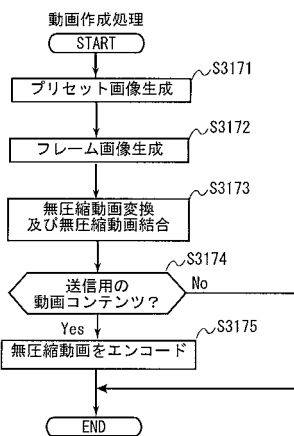 動画作成処理
START
S3171
プリセット画像生成
S3172
フレーム画像生成
S3173
無圧縮動画変換
及び無圧縮動画結合
S3174
送信用の
動画コンテンツ?
No
Yes
S3175
無圧縮動画をエンコード
END